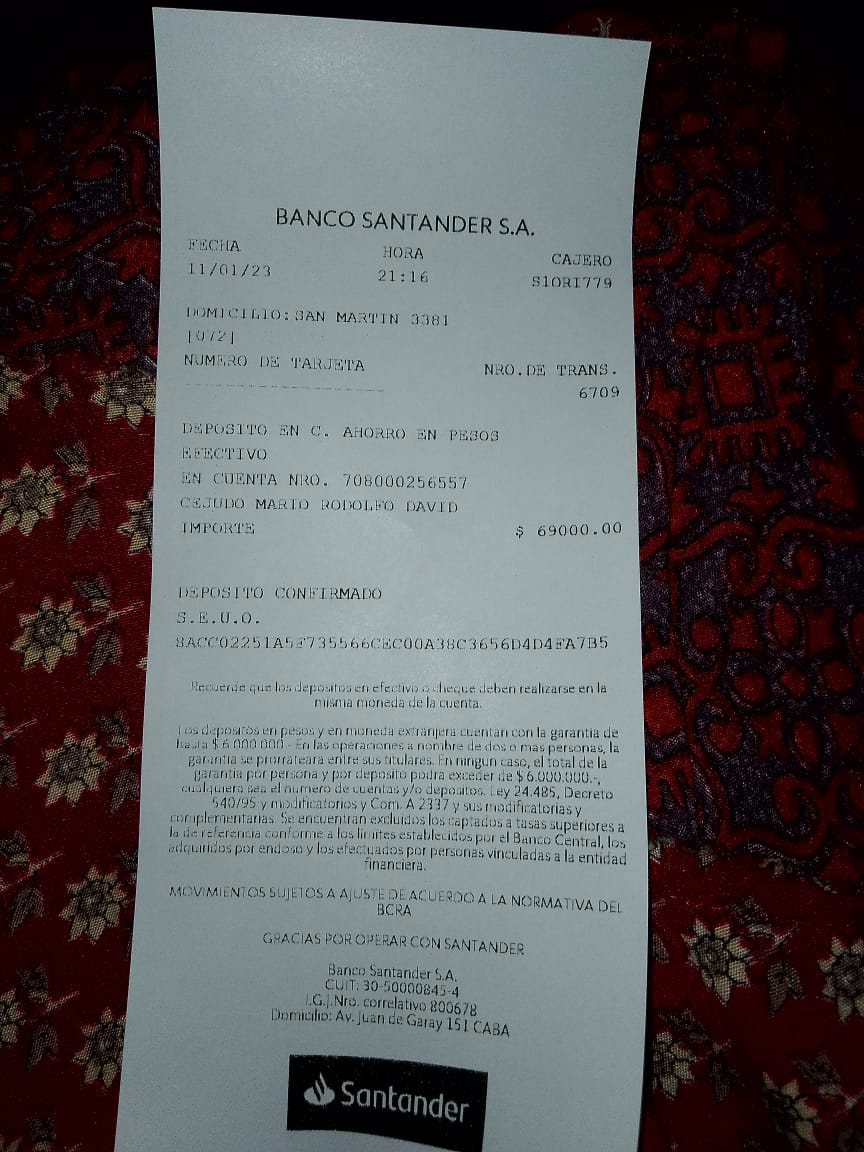 BANCO SANTANDER S.A.
FECHA HORA CAJERO
11/01/23 21:16 S1ORI779
DOMICILIO: SAN MARTIN 3381
[072]
NUMERO DE TARJETA NRO.DE TRANS.
6709
DEPOSITO EN C. AHORRO EN PESOS
EFECTIVO
EN CUENTA NRO. 708000256557
CEJUDO MARIO RODOLFO DAVID
IMPORTE $ 69000.00
DEPOSITO CONFIRMADO
S.E.U.O.
8ACC02251A5F735566CEC00A38C3656D4D4FA7B5
Recuerde que los depositos en efectivo o cheque deben realizarse en la
misma moneda de la cuenta.
Los depositos en pesos y en moneda extranjera cuentan con la garantia de
hasta $ 6.000.000.- En las operaciones a nombre de dos o mas personas, la
garantia se prorrateara entre sus titulares. En ningun caso, el total de la
garantia por persona y por deposito podra exceder de $ 6.000.000.-,
cualquiera sea el numero de cuentas y/o depositos. Ley 24.485, Decreto
540/95 y modificatorios y Com. A 2337 y sus modificatorias y
complementarias. Se encuentran excluidos los captados a tasas superiores a
la de referencia conforme a los limites establecidos por el Banco Central, los
adquiridos por endoso y los efectuados por personas vinculadas a la entidad
financiera.
MOVIMIENTOS SUJETOS A AJUSTE DE ACUERDO A LA NORMATIVA DEL
BCRA
GRACIAS POR OPERAR CON SANTANDER
Banco Santander S.A.
CUIT: 30-50000845-4
I.G.J. Nro. correlativo 800678
Domicilio: Av. Juan de Garay 151 CABA
Santander